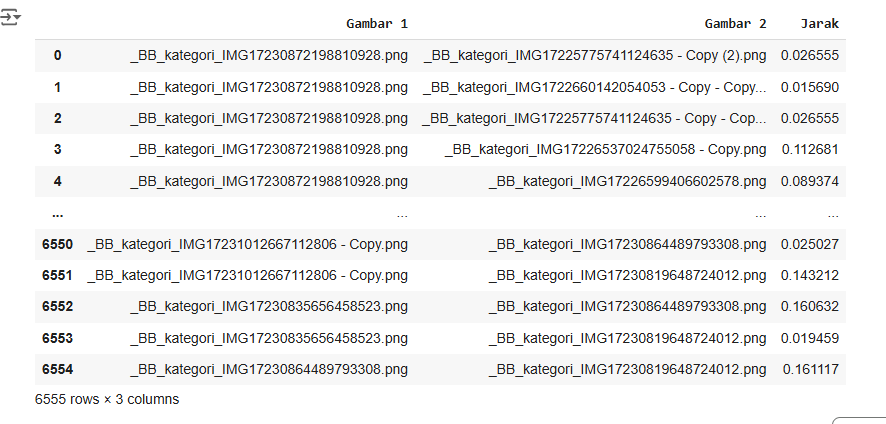 Gambar 1 Gambar 2 Jarak
0 _BB_kategori_IMG17230872198810928.png _BB_kategori_IMG17225775741124635 - Copy (2).png 0.026555
1 _BB_kategori_IMG17230872198810928.png _BB_kategori_IMG1722660142054053 - Copy - Copy... 0.015690
2 _BB_kategori_IMG17230872198810928.png _BB_kategori_IMG17225775741124635 - Copy - Cop... 0.026555
3 _BB_kategori_IMG17230872198810928.png _BB_kategori_IMG17226537024755058 - Copy.png 0.112681
4 _BB_kategori_IMG17230872198810928.png _BB_kategori_IMG17226599406602578.png 0.089374
... ... ... ...
6550 _BB_kategori_IMG17231012667112806 - Copy.png _BB_kategori_IMG17230864489793308.png 0.025027
6551 _BB_kategori_IMG17231012667112806 - Copy.png _BB_kategori_IMG17230819648724012.png 0.143212
6552 _BB_kategori_IMG17230835656458523.png _BB_kategori_IMG17230864489793308.png 0.160632
6553 _BB_kategori_IMG17230835656458523.png _BB_kategori_IMG17230819648724012.png 0.019459
6554 _BB_kategori_IMG17230864489793308.png _BB_kategori_IMG17230819648724012.png 0.161117
6555 rows × 3 columns